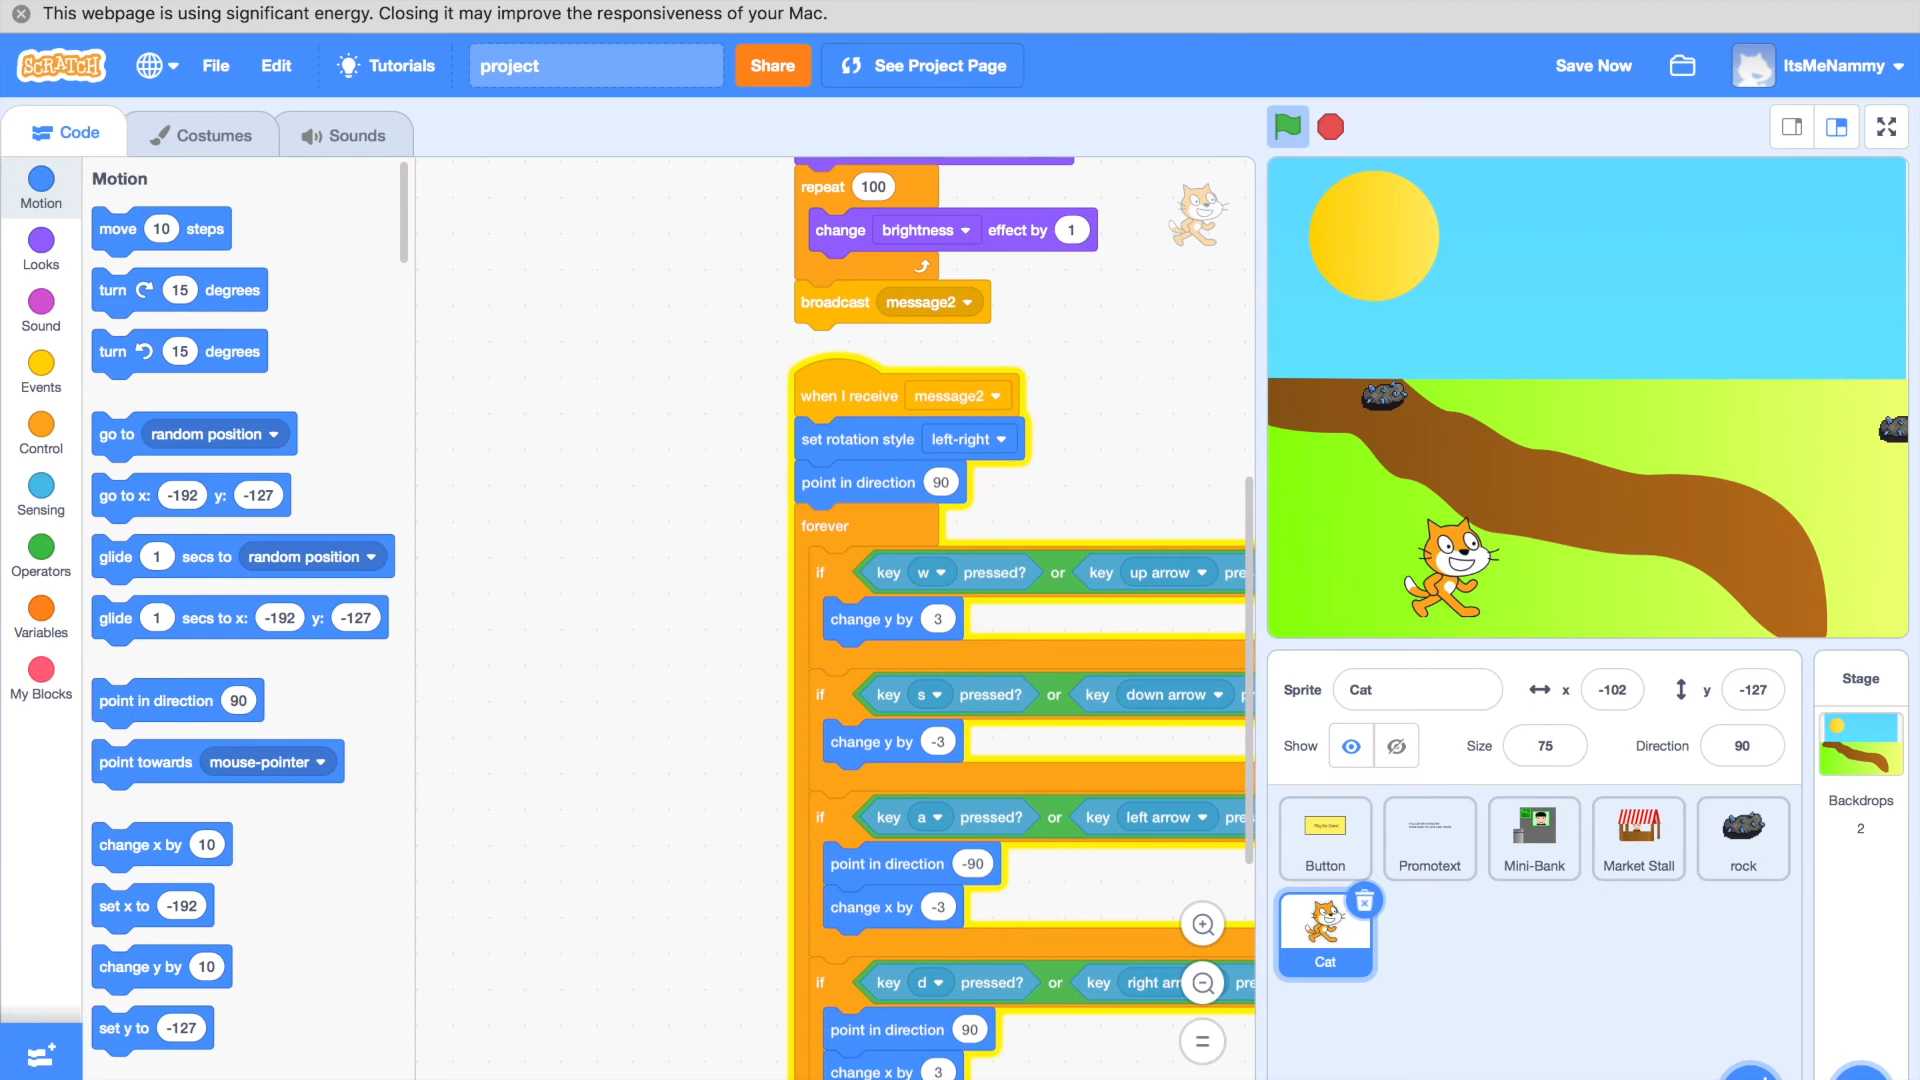 This webpage is using significant energy. Closing it may improve the responsiveness of your Mac.
SCRATCH File Edit Tutorials project Share See Project Page Save Now ItsMeNammy
Code Costumes Sounds
Motion
Looks
Sound
Events
Control
Sensing
Operators
Variables
My Blocks
Motion
move 10 steps
turn 15 degrees
turn 15 degrees
go to random position
go to x: -192 y: -127
glide 1 secs to random position
glide 1 secs to x: -192 y: -127
point in direction 90
point towards mouse-pointer
change x by 10
set x to -192
change y by 10
set y to -127
repeat 100
change brightness effect by 1
broadcast message2
when I receive message2
set rotation style left-right
point in direction 90
forever
if key w pressed? or key up arrow pre
change y by 3
if key s pressed? or key down arrow
change y by -3
if key a pressed? or key left arrow pre
point in direction -90
change x by -3
if key d pressed? or key right arr pre
point in direction 90
change x by 3
Sprite Cat x -102 y -127
Show Size 75 Direction 90
Button
Promotext
Mini-Bank
Market Stall
rock
Cat
Stage
Backdrops
2